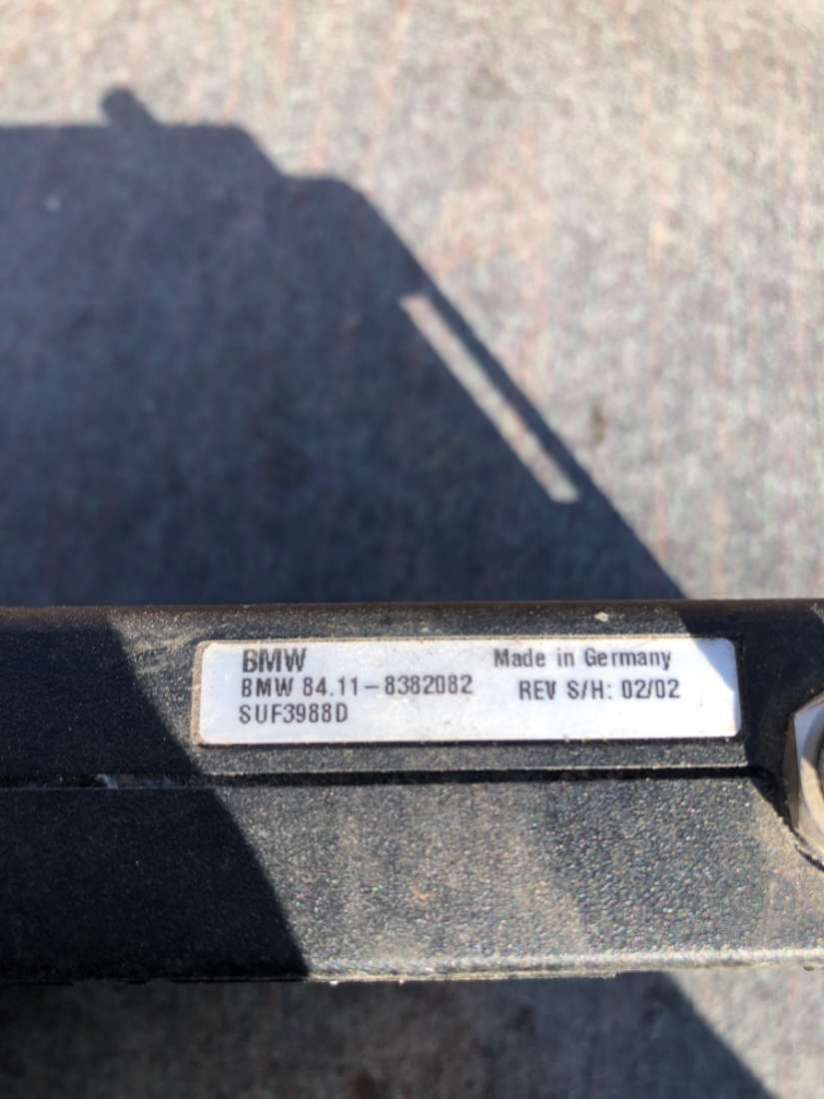 BMW Made in Germany
BMW 84.11-8382082 REV S/H: 02/02
SUF3988D